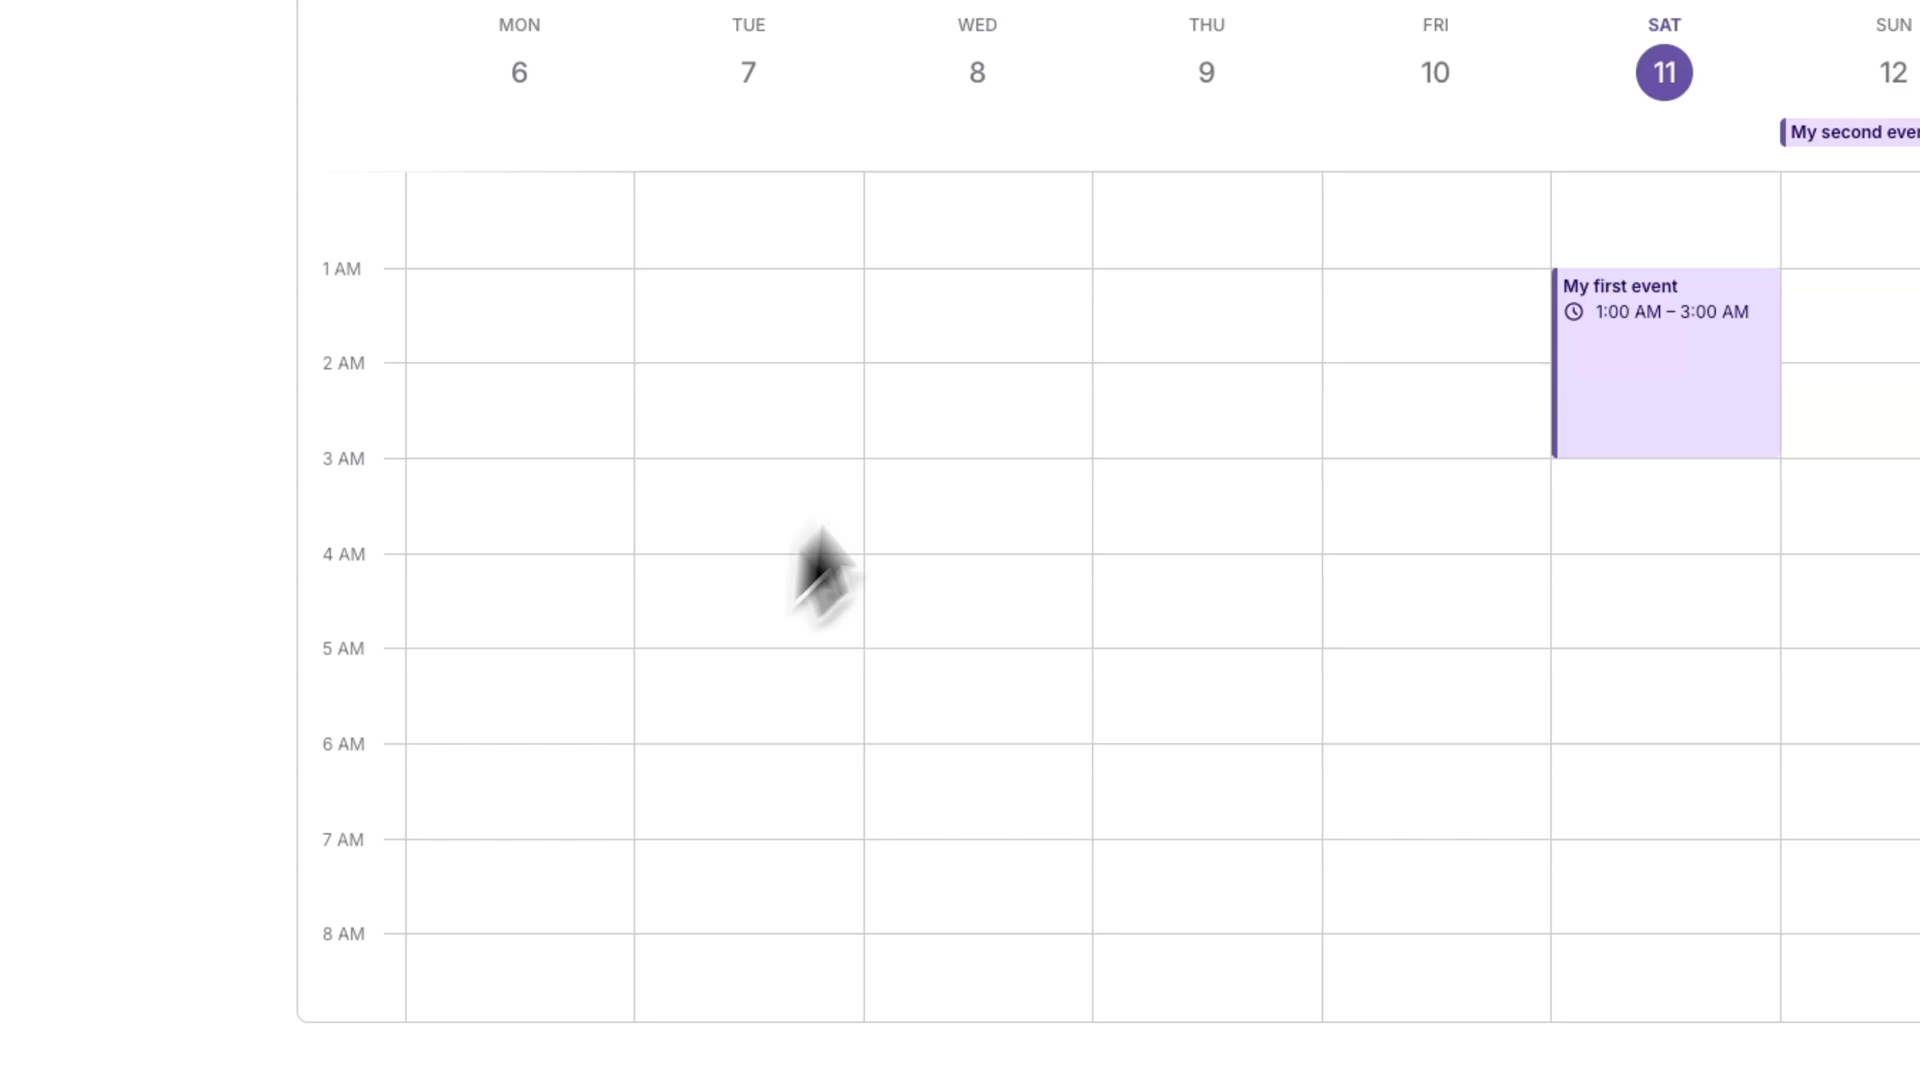 MON TUE WED THU FRI SAT SUN
6 7 8 9 10 11 12
My second
1 AM
My first event
1:00 AM – 3:00 AM
2 AM
3 AM
4 AM
5 AM
6 AM
7 AM
8 AM